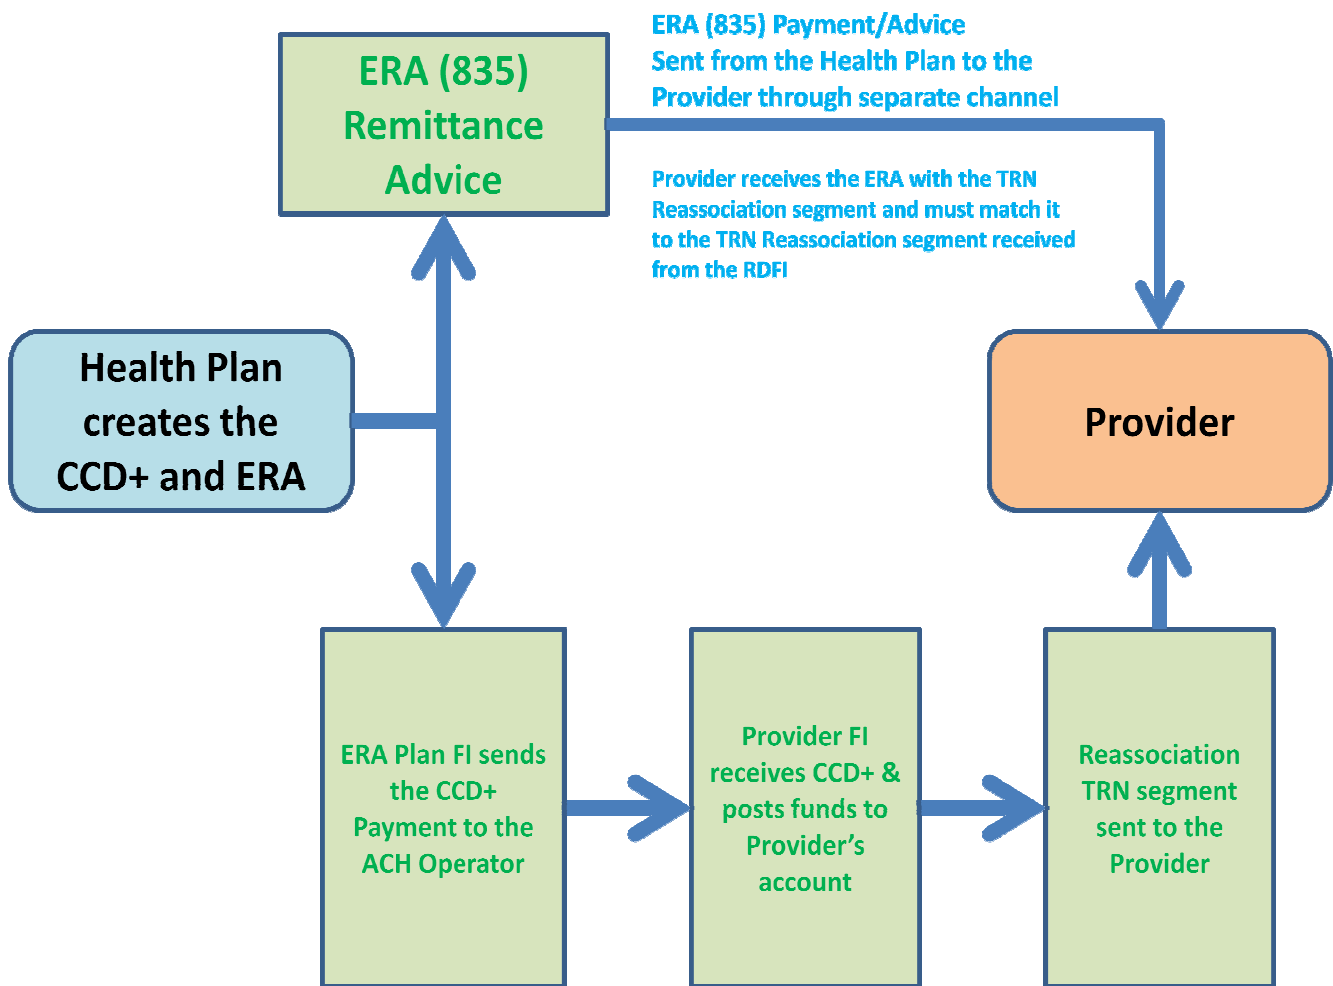 ERA (835)
Remittance
Advice
ERA (835) Payment/Advice
Sent from the Health Plan to the
Provider through separate channel
Provider receives the ERA with the TRN
Reassociation segment and must match it
to the TRN Reassociation segment received
from the RDFI
Health Plan
creates the
CCD+ and ERA
Provider
ERA Plan FI sends
the CCD+
Payment to the
ACH Operator
Provider FI
receives CCD+ &
posts funds to
Provider’s
account
Reassociation
TRN segment
sent to the
Provider